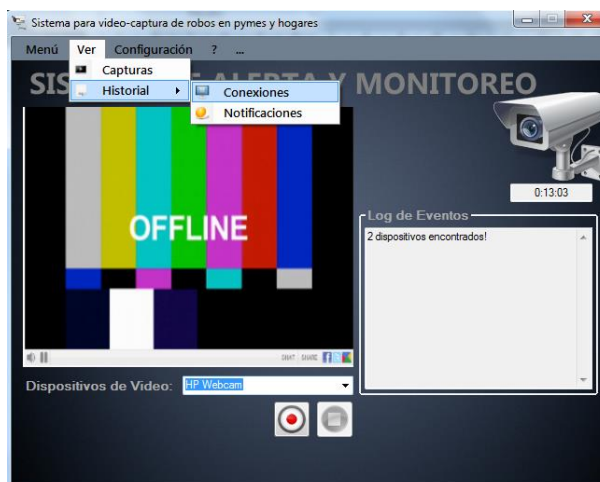 Sistema para video-captura de robos en pymes y hogares
Menú Ver Configuración ? ...
Capturas
Historial
Conexiones
Notificaciones
SIS ALERTA Y MONITOREO
OFFLINE
0:13:03
Log de Eventos
2 dispositivos encontrados!
Dispositivos de Video: HP Webcam